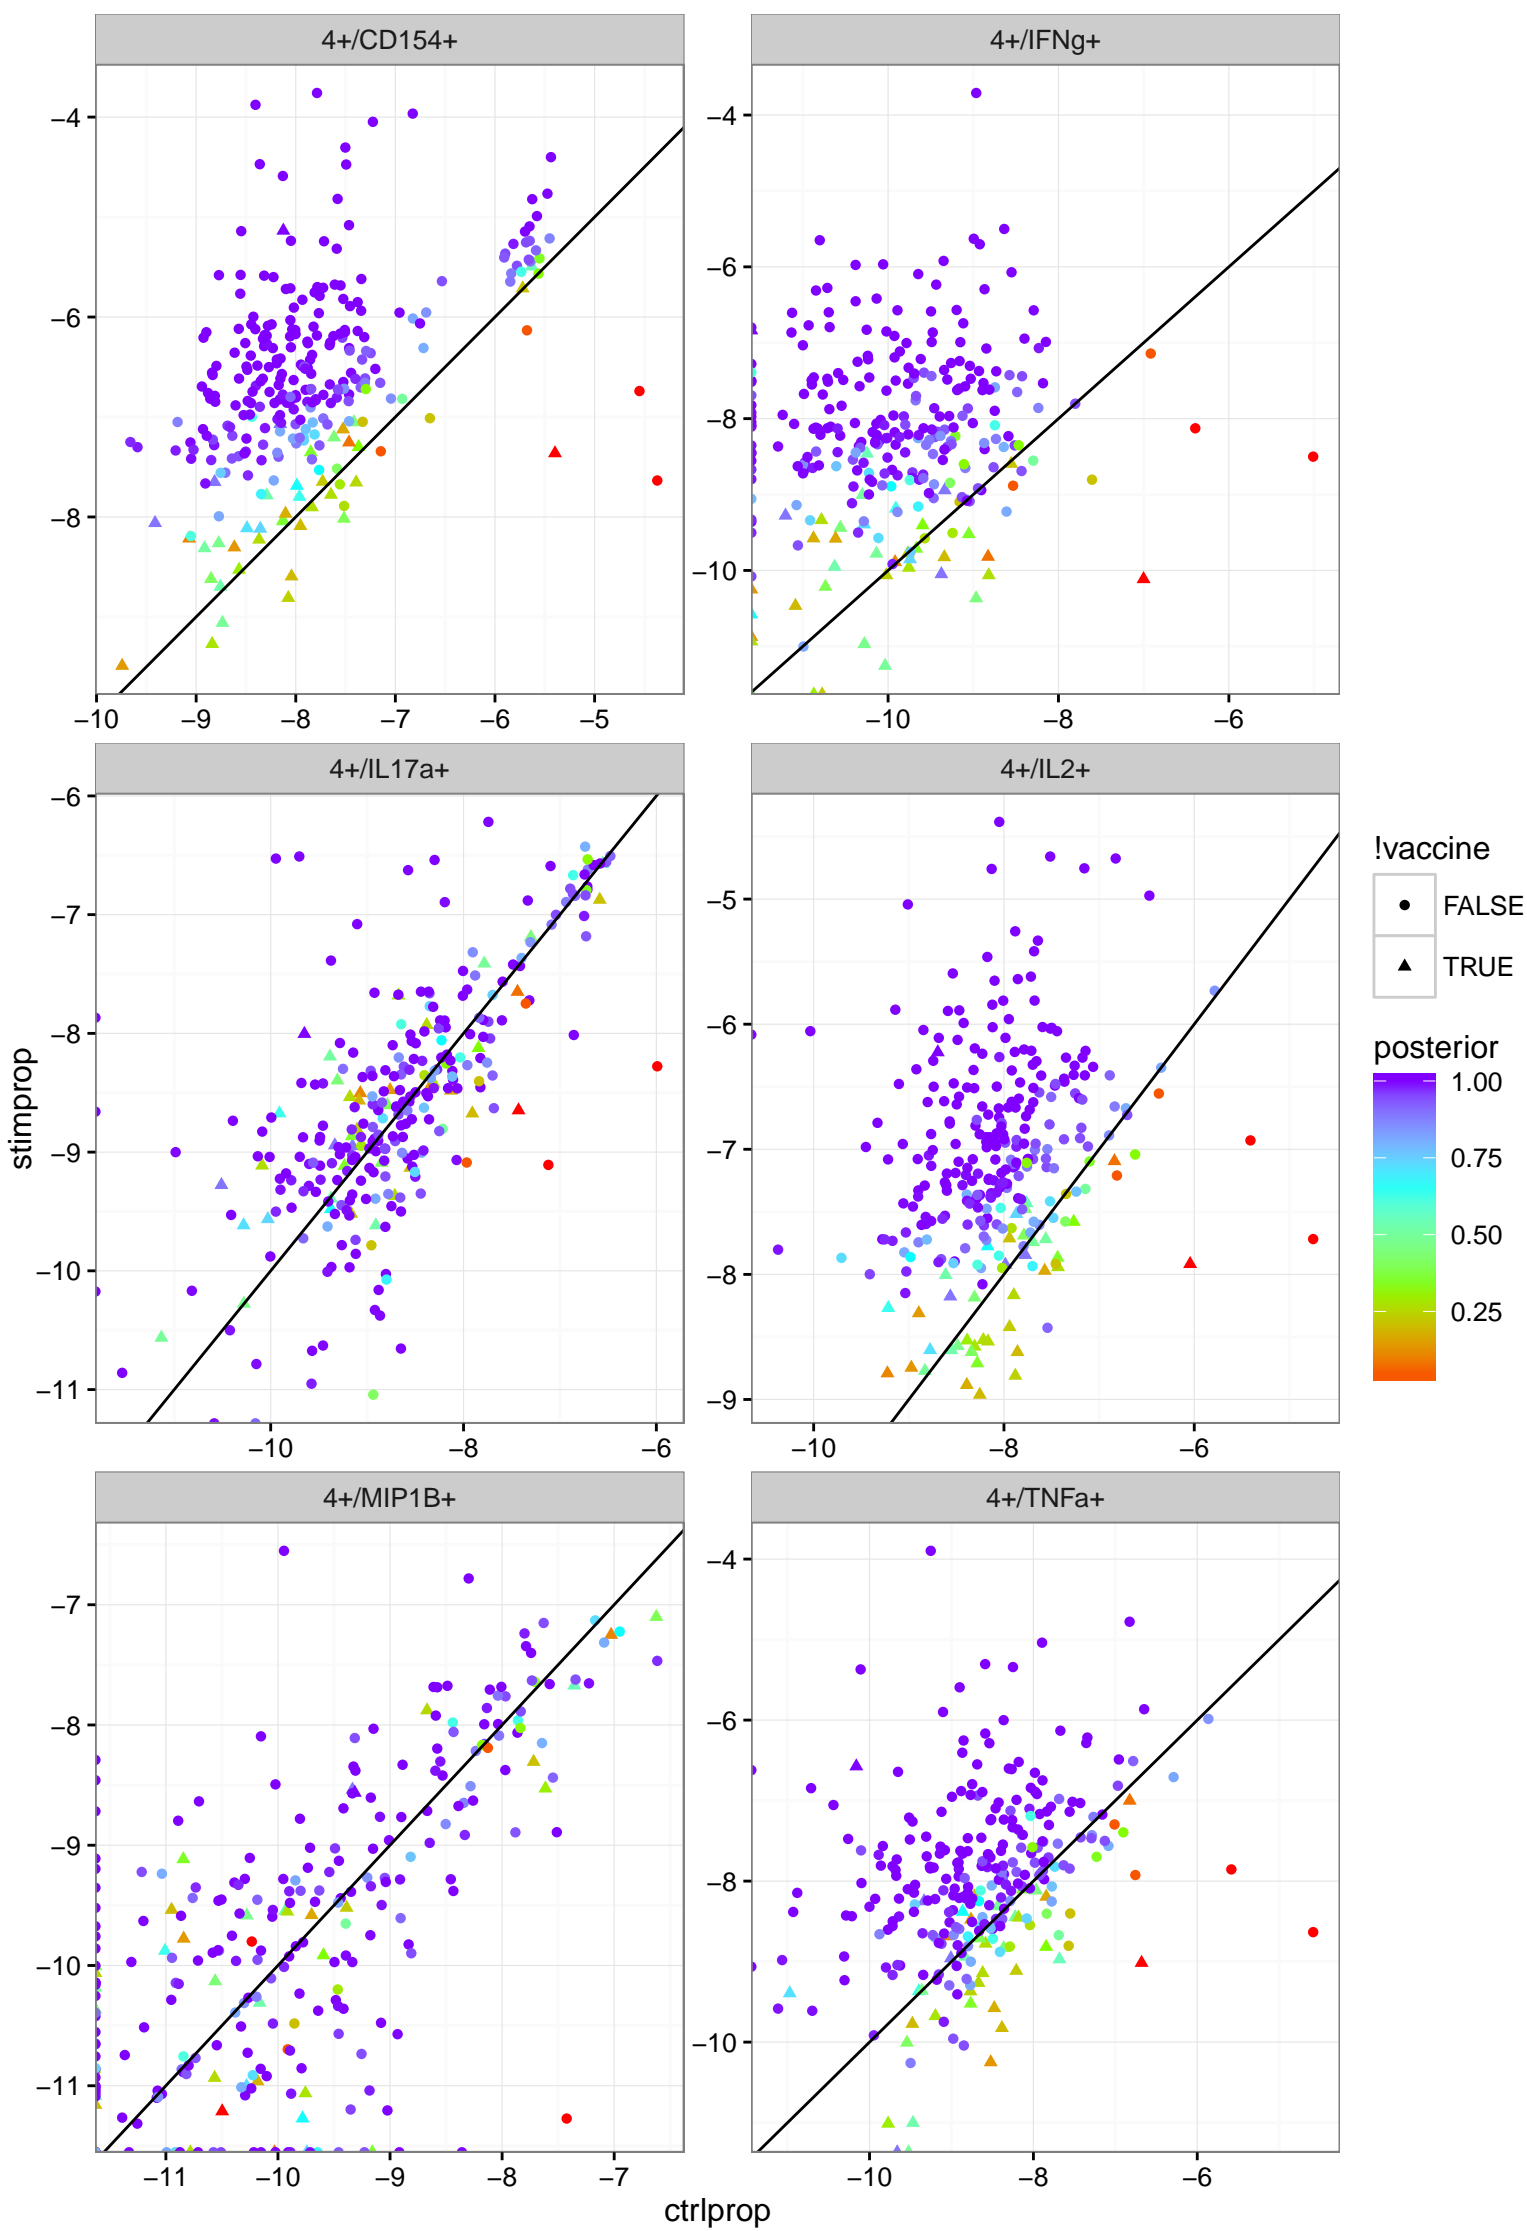 4+/CD154+
4+/IFNg+
−4
−6
−8
−10 −9 −8 −7 −6 −5
−4
−6
−8
−10
−10 −8 −6
4+/IL17a+
4+/IL2+
−6
−7
−8
−9
−10
−11
−10 −8 −6
−5
−6
−7
−8
−9
−10 −8 −6
4+/MIP1B+
4+/TNFa+
−7
−8
−9
−10
−11
−11 −10 −9 −8 −7
−4
−6
−8
−10
−10 −8 −6
stimprop
ctrlprop
!vaccine
FALSE
TRUE
posterior
1.00
0.75
0.50
0.25